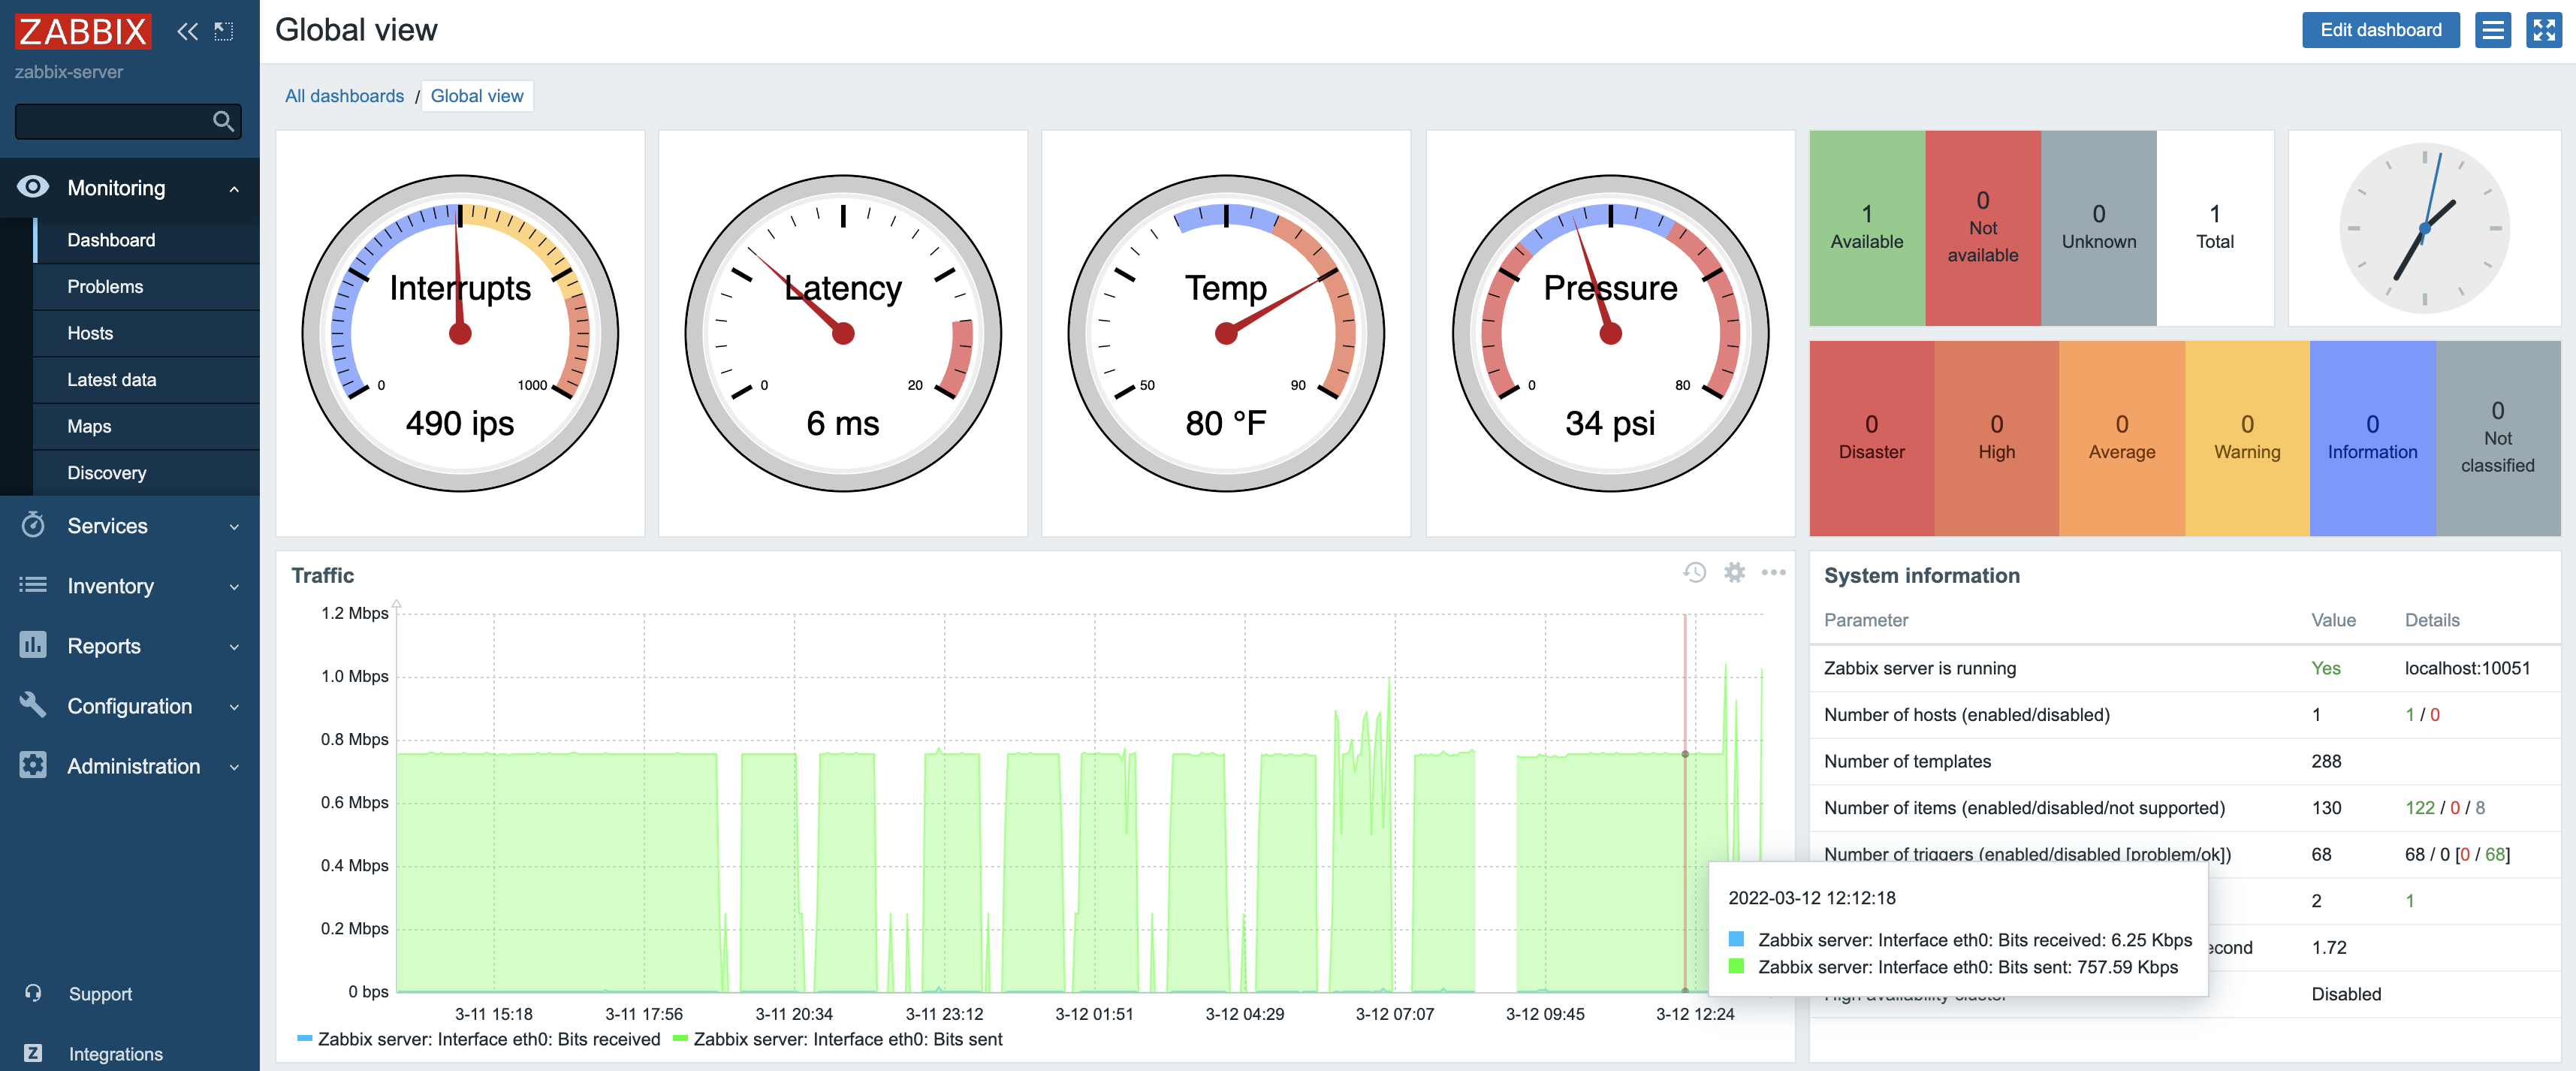 ZABBIX
zabbix-server
Monitoring
Dashboard
Problems
Hosts
Latest data
Maps
Discovery
Services
Inventory
Reports
Configuration
Administration
Support
Z Integrations
Global view
Edit dashboard
All dashboards / Global view
Interrupts
0 1000
490 ips
Latency
0 20
6 ms
Temp
50 90
80 °F
Pressure
0 80
34 psi
1
Available
0
Not
available
0
Unknown
1
Total
0
Disaster
0
High
0
Average
0
Warning
0
Information
0
Not
classified
Traffic
1.2 Mbps
1.0 Mbps
0.8 Mbps
0.6 Mbps
0.4 Mbps
0.2 Mbps
0 bps
3-11 15:18 3-11 17:56 3-11 20:34 3-11 23:12 3-12 01:51 3-12 04:29 3-12 07:07 3-12 09:45 3-12 12:24
Zabbix server: Interface eth0: Bits received Zabbix server: Interface eth0: Bits sent
2022-03-12 12:12:18
Zabbix server: Interface eth0: Bits received: 6.25 Kbps
Zabbix server: Interface eth0: Bits sent: 757.59 Kbps
System information
Parameter Value Details
Zabbix server is running Yes localhost:10051
Number of hosts (enabled/disabled) 1 1 / 0
Number of templates 288
Number of items (enabled/disabled/not supported) 130 122 / 0 / 8
Number of triggers (enabled/disabled [problem/ok]) 68 68 / 0 [0 / 68]
2 1
econd 1.72
High availability cluster Disabled